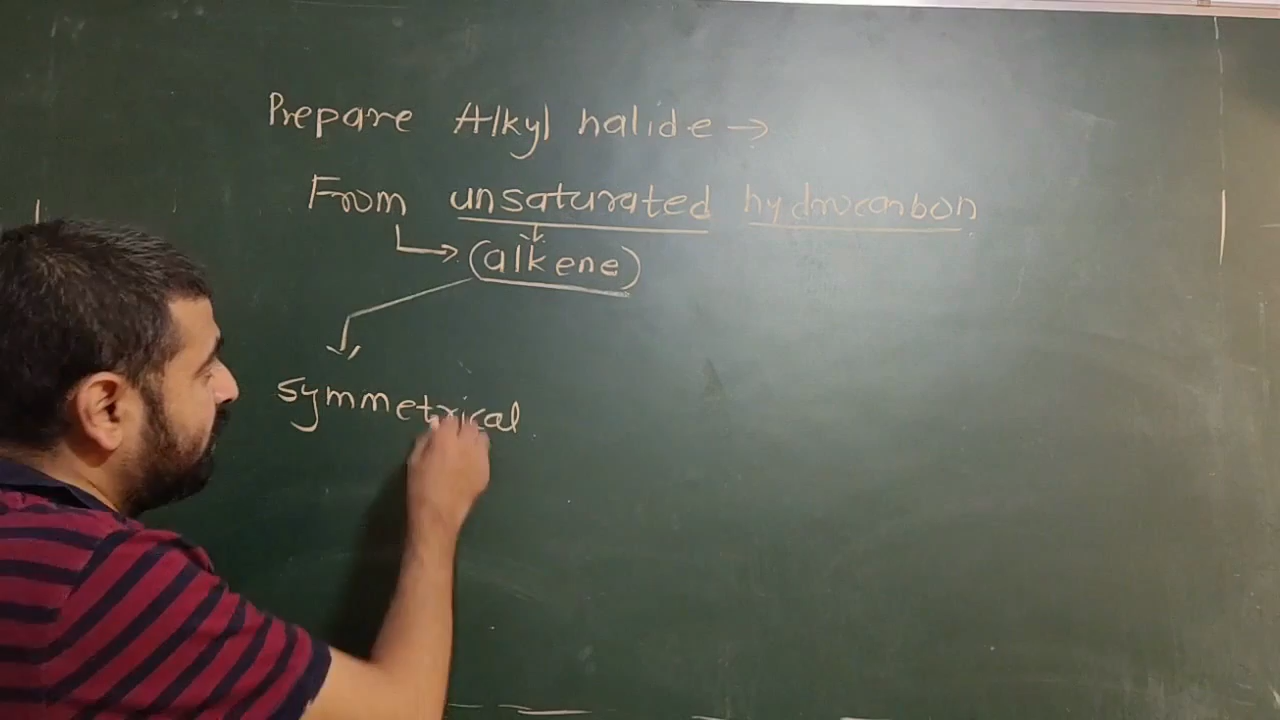 Prepare Alkyl halide →
From unsaturated hydrocarbon
(alkene)
symmetrical